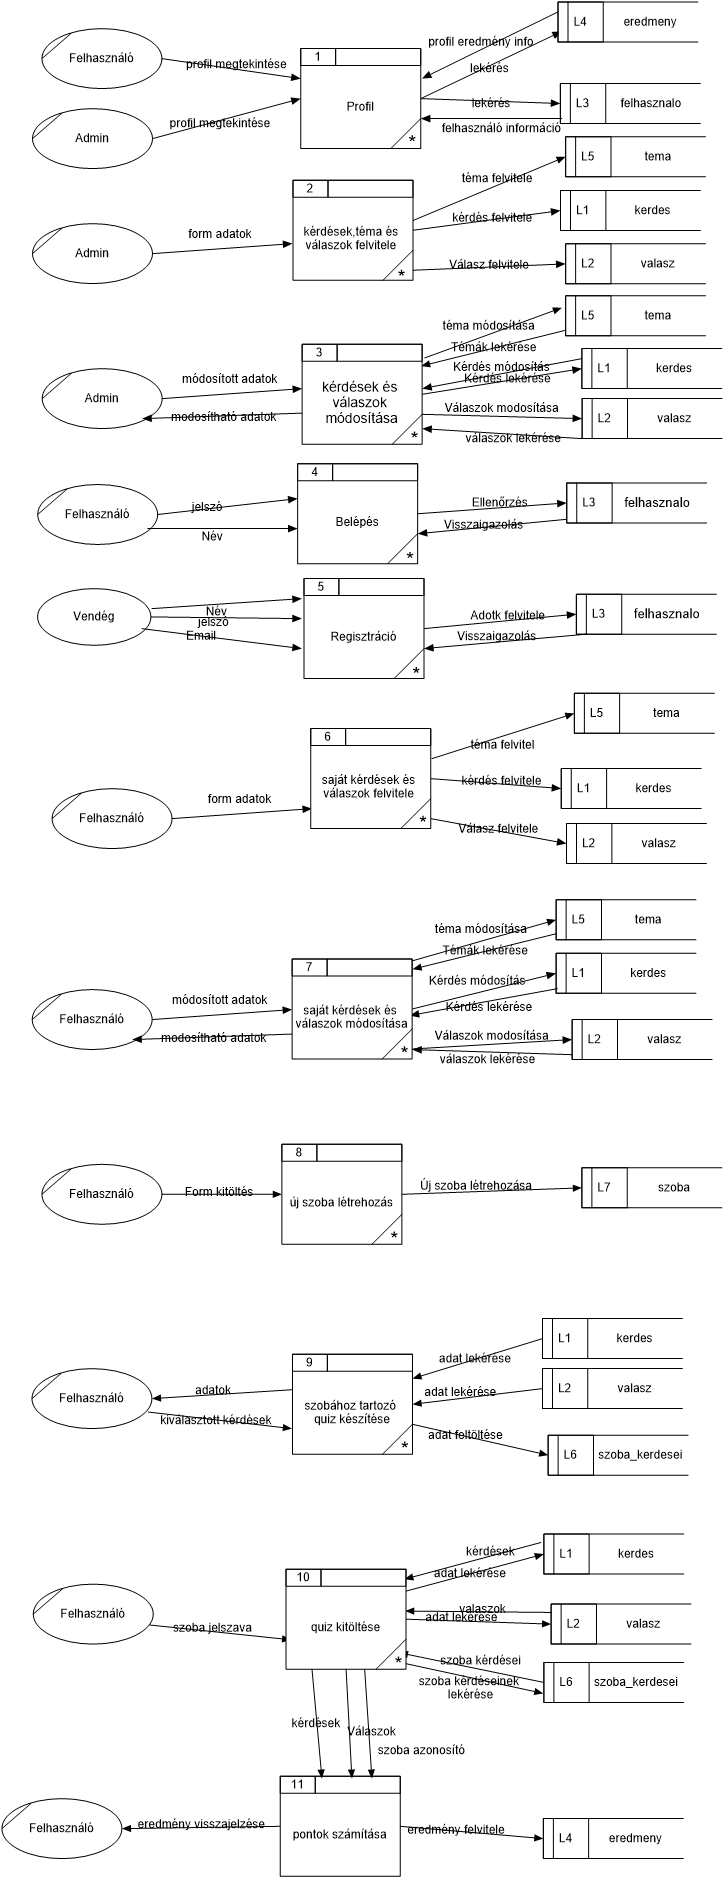 Felhasználó
profil megtekintése
Admin
profil megtekintése
1
Profil
*
profil eredmény info
lekérés
L4 eredmeny
lekérés
felhasználó információ
L3 felhasznalo
Admin
form adatok
2
kérdések,téma és
válaszok felvitele
*
téma felvitele
L5 tema
kérdés felvitele
L1 kerdes
Válasz felvitele
L2 valasz
Admin
módosított adatok
modosítható adatok
3
kérdések és
válaszok
módosítása
*
téma módosítása
Témák lekérése
L5 tema
Kérdés módosítás
Kérdés lekérése
L1 kerdes
Válaszok modosítása
válaszok lekérése
L2 valasz
Felhasználó
jelszó
Név
4
Belépés
*
Ellenőrzés
Visszaigazolás
L3 felhasznalo
Vendég
Név
jelszó
Email
5
Regisztráció
*
Adotk felvitele
Visszaigazolás
L3 felhasznalo
Felhasználó
form adatok
6
saját kérdések és
válaszok felvitele
*
téma felvitel
L5 tema
kérdés felvitele
L1 kerdes
Válasz felvitele
L2 valasz
Felhasználó
módosított adatok
modosítható adatok
7
saját kérdések és
válaszok módosítása
*
téma módosítása
Témák lekérése
L5 tema
Kérdés módosítás
Kérdés lekérése
L1 kerdes
Válaszok modosítása
válaszok lekérése
L2 valasz
Felhasználó
Form kitöltés
8
új szoba létrehozás
*
Új szoba létrehozása
L7 szoba
Felhasználó
adatok
kiválasztott kérdések
9
szobához tartozó
quiz készítése
*
adat lekérése
L1 kerdes
adat lekérése
L2 valasz
adat feltöltése
L6 szoba_kerdesei
Felhasználó
szoba jelszava
10
quiz kitöltése
*
kérdések
adat lekérése
L1 kerdes
valaszok
adat lekérése
L2 valasz
szoba kérdései
szoba kérdéseinek
lekérése
L6 szoba_kerdesei
kérdések
Válaszok
szoba azonosító
Felhasználó
eredmény visszajelzése
11
pontok számítása
eredmény felvitele
L4 eredmeny